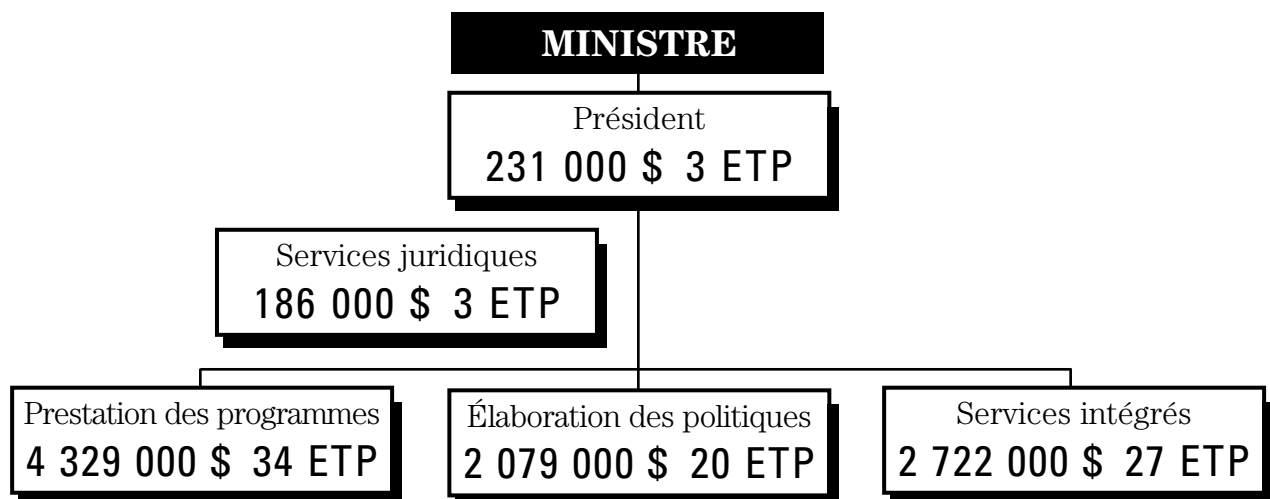 MINISTRE
Président
231 000 $ 3 ETP
Services juridiques
186 000 $ 3 ETP
Prestation des programmes
4 329 000 $ 34 ETP
Élaboration des politiques
2 079 000 $ 20 ETP
Services intégrés
2 722 000 $ 27 ETP